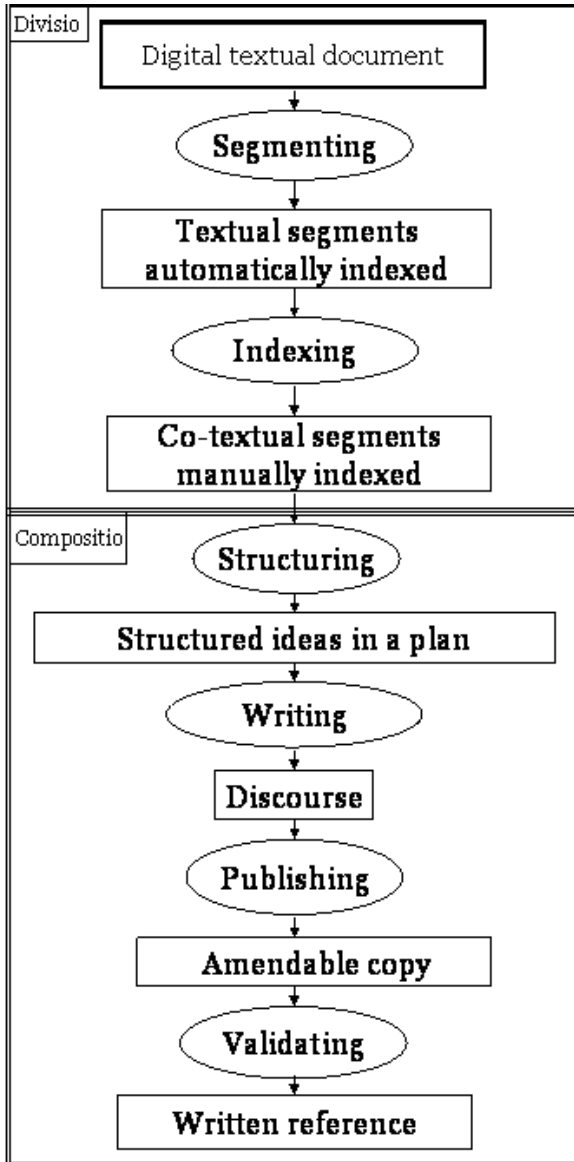 Divisio
Digital textual document
Segmenting
Textual segments
automatically indexed
Indexing
Co-textual segments
manually indexed
Compositio
Structuring
Structured ideas in a plan
Writing
Discourse
Publishing
Amendable copy
Validating
Written reference